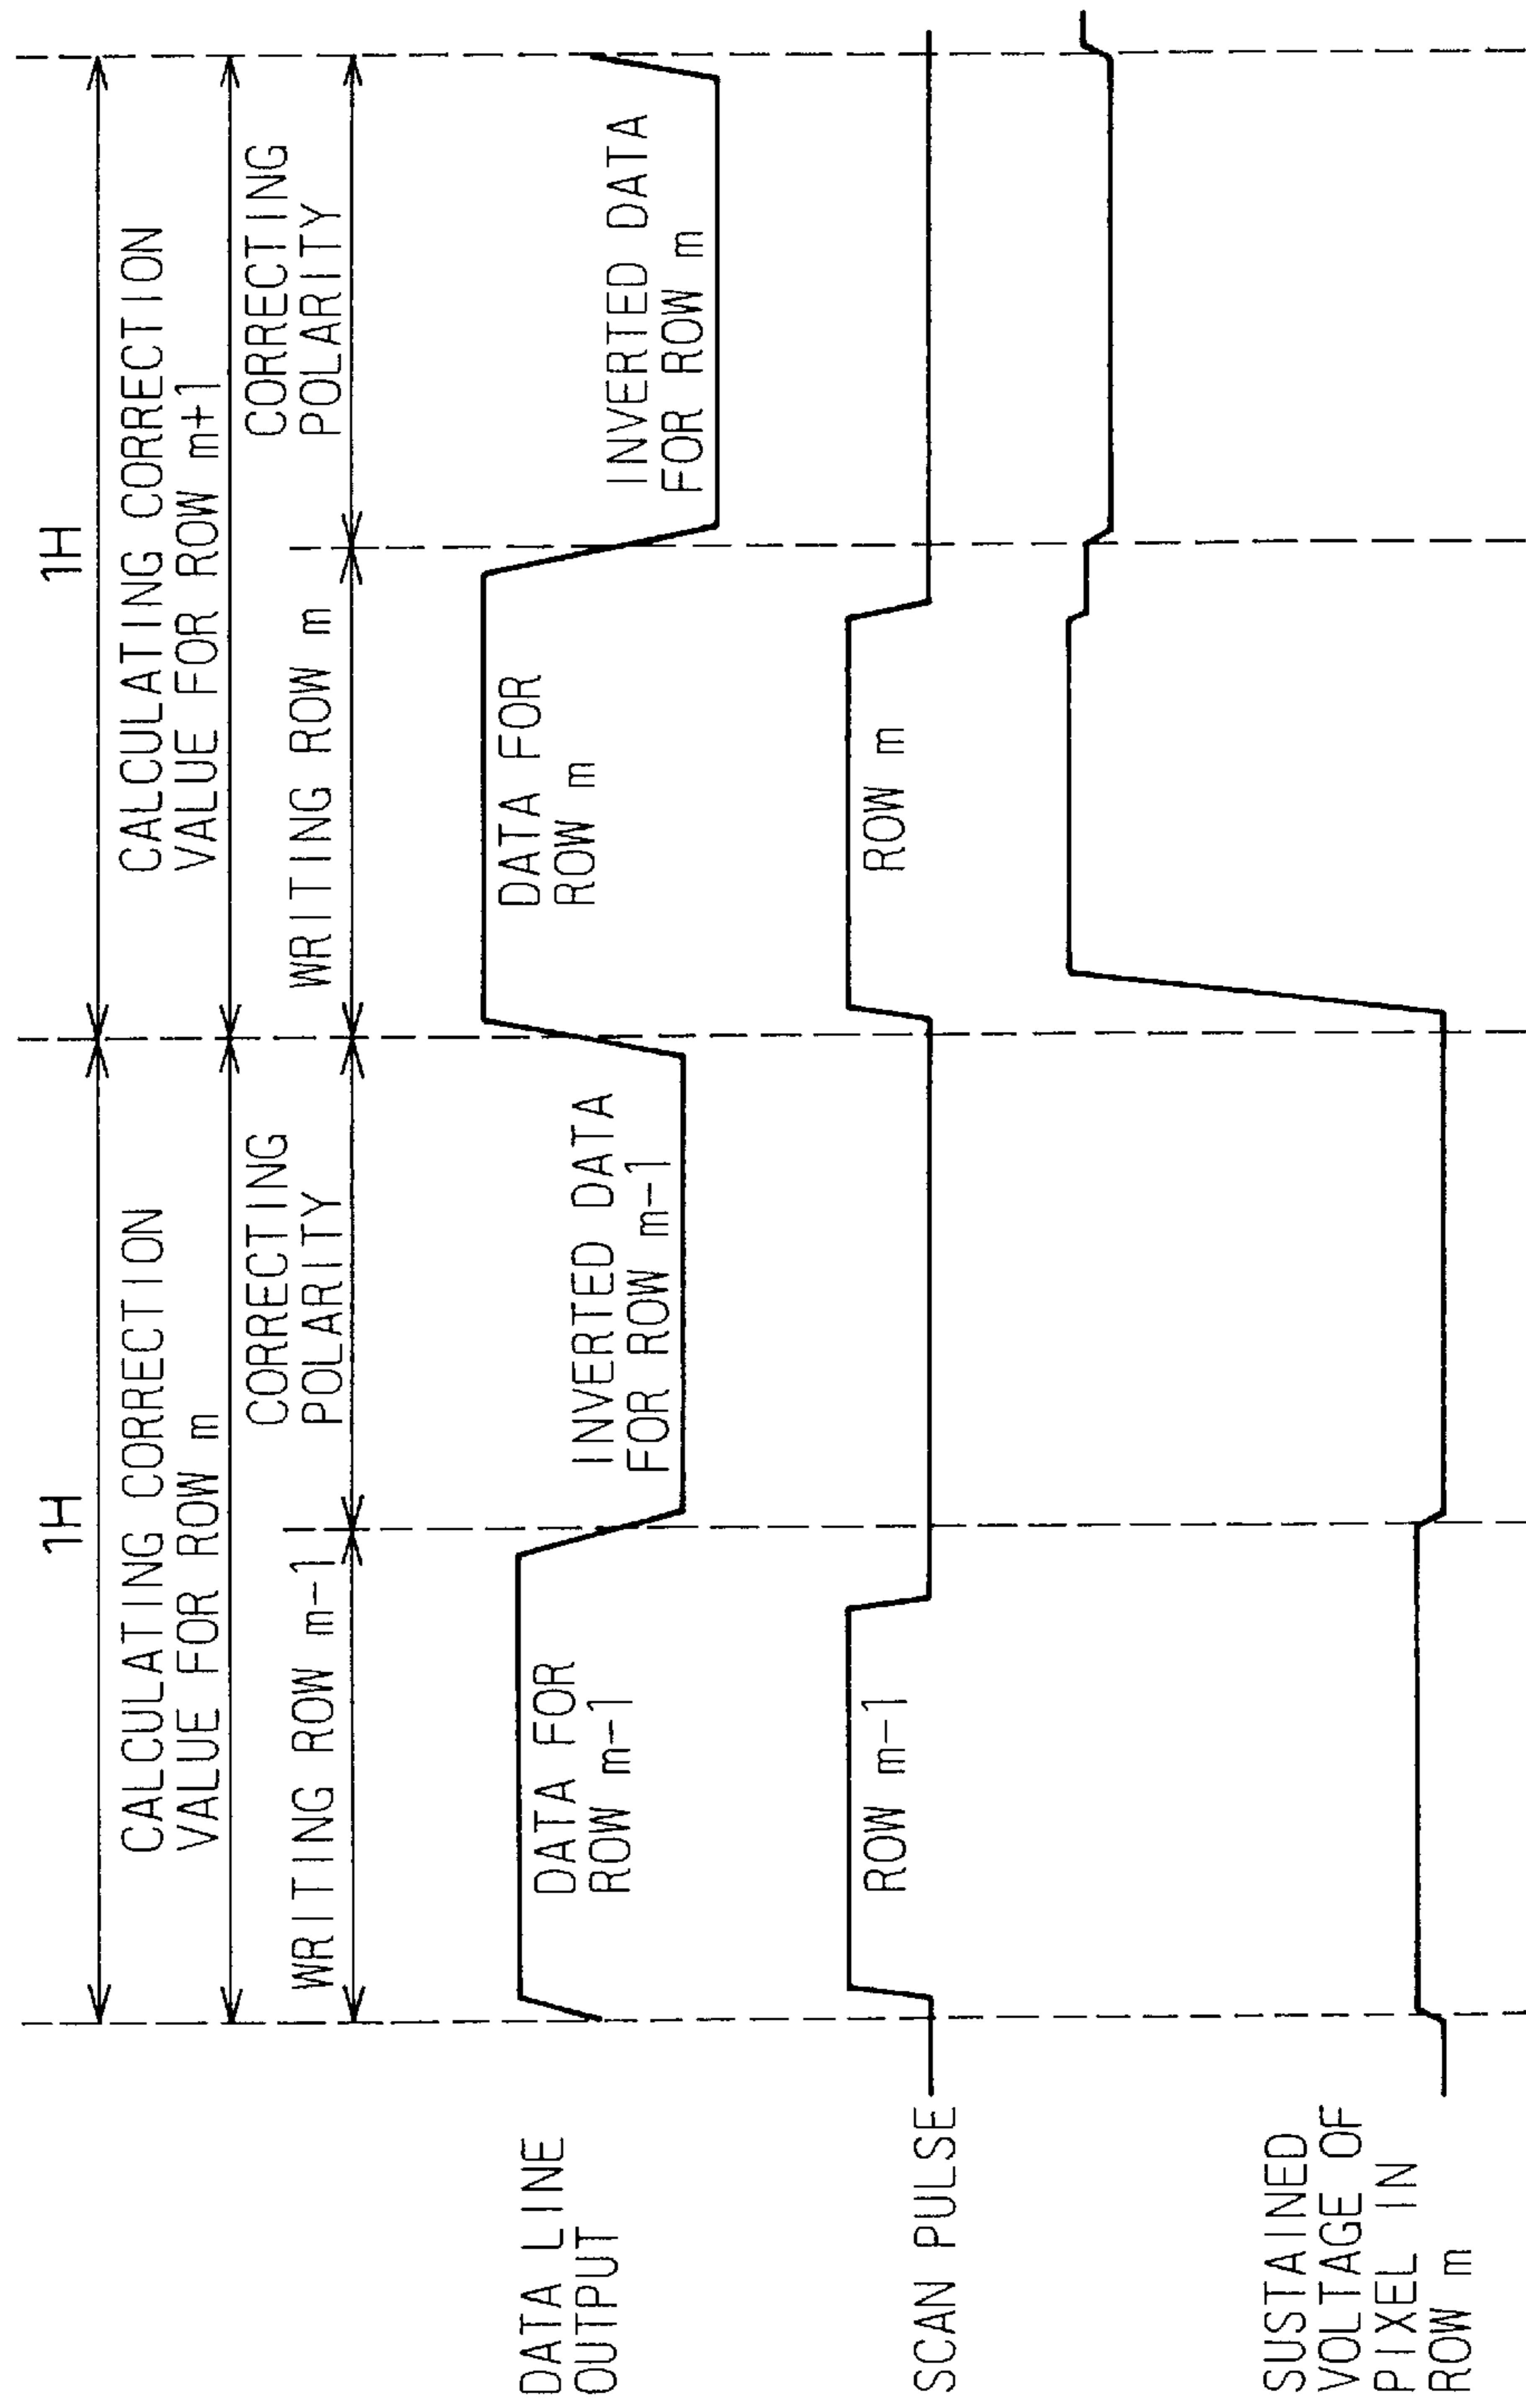 1H
1H
CALCULATING CORRECTION
VALUE FOR ROW m
CALCULATING CORRECTION
VALUE FOR ROW m+1
WRITING ROW m-1
CORRECTING
POLARITY
WRITING ROW m
CORRECTING
POLARITY
DATA LINE
OUTPUT
DATA FOR
ROW m-1
INVERTED DATA
FOR ROW m-1
DATA FOR
ROW m
INVERTED DATA
FOR ROW m
SCAN PULSE
ROW m-1
ROW m
SUSTAINED
VOLTAGE OF
PIXEL IN
ROW m